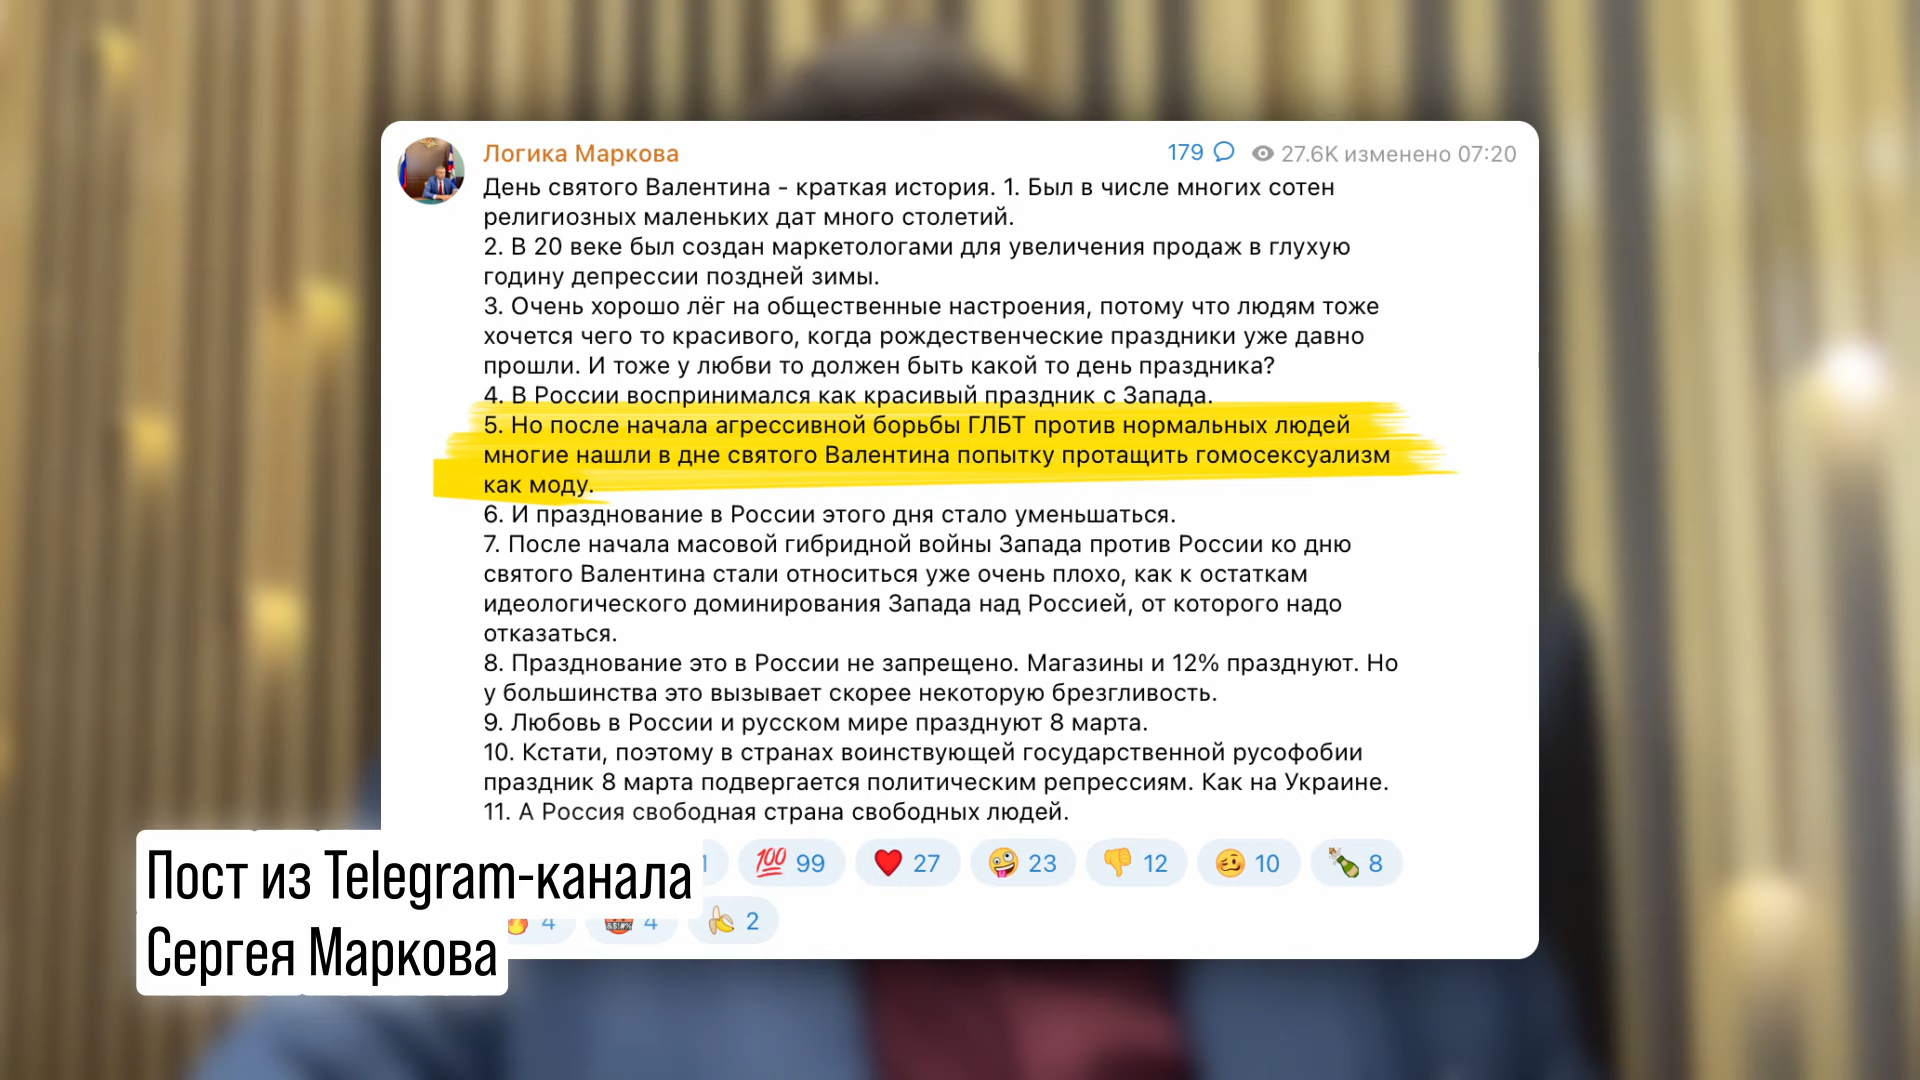 Логика Маркова
179 27.6K изменено 07:20
День святого Валентина - краткая история. 1. Был в числе многих сотен
религиозных маленьких дат много столетий.
2. В 20 веке был создан маркетологами для увеличения продаж в глухую
годину депрессии поздней зимы.
3. Очень хорошо лёг на общественные настроения, потому что людям тоже
хочется чего то красивого, когда рождественческие праздники уже давно
прошли. И тоже у любви то должен быть какой то день праздника?
4. В России воспринимался как красивый праздник с Запада.
5. Но после начала агрессивной борьбы ГЛБТ против нормальных людей
многие нашли в дне святого Валентина попытку протащить гомосексуализм
как моду.
6. И празднование в России этого дня стало уменьшаться.
7. После начала масовой гибридной войны Запада против России ко дню
святого Валентина стали относиться уже очень плохо, как к остаткам
идеологического доминирования Запада над Россией, от которого надо
отказаться.
8. Празднование это в России не запрещено. Магазины и 12% празднуют. Но
у большинства это вызывает скорее некоторую брезгливость.
9. Любовь в России и русском мире празднуют 8 марта.
10. Кстати, поэтому в странах воинствующей государственной русофобии
праздник 8 марта подвергается политическим репрессиям. Как на Украине.
11. А Россия свободная страна свободных людей.
99 27 23 12 10 8
4 4 2
Пост из Telegram-канала
Сергея Маркова